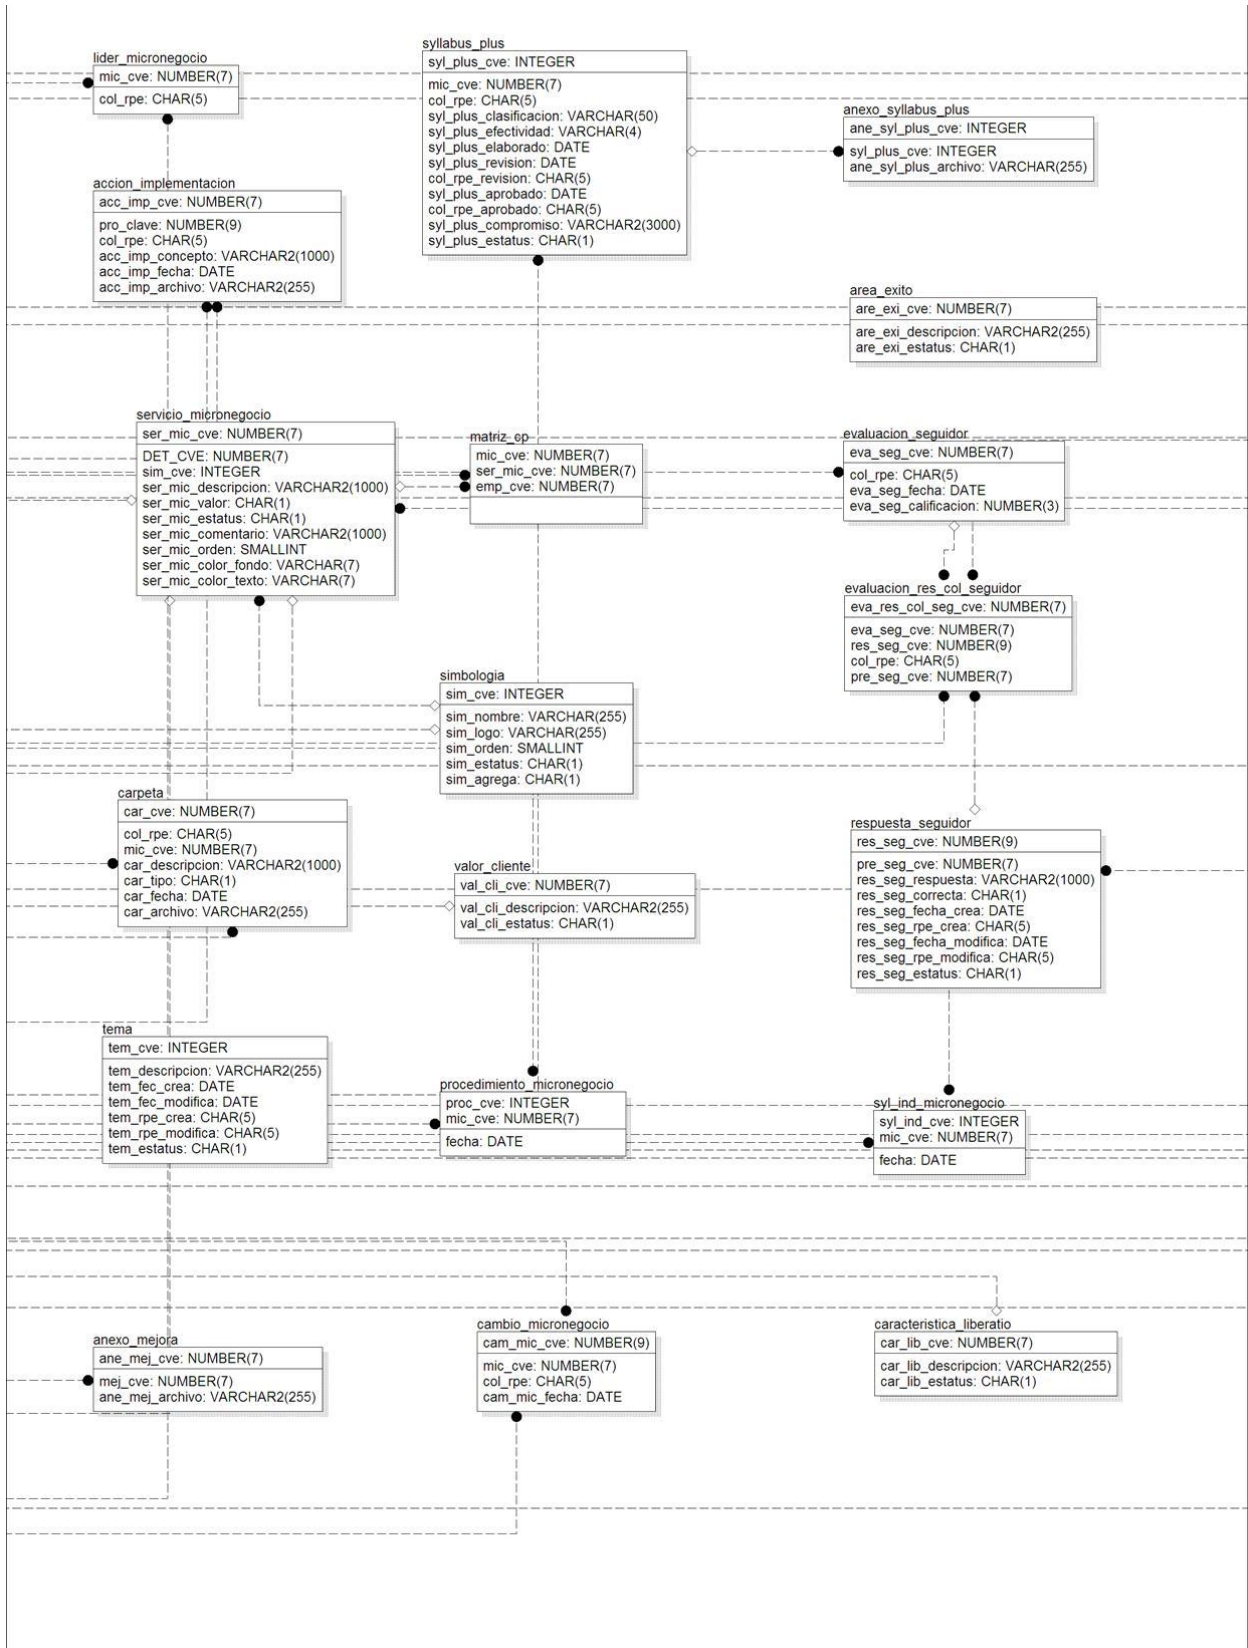 lider_micronegocio
mic_cve: NUMBER(7)
col_rpe: CHAR(5)
syllabus_plus
syl_plus_cve: INTEGER
mic_cve: NUMBER(7)
col_rpe: CHAR(5)
syl_plus_clasificacion: VARCHAR(50)
syl_plus_efectividad: VARCHAR(4)
syl_plus_elaborado: DATE
syl_plus_revision: DATE
col_rpe_revision: CHAR(5)
syl_plus_aprobado: DATE
col_rpe_aprobado: CHAR(5)
syl_plus_compromiso: VARCHAR2(3000)
syl_plus_estatus: CHAR(1)
anexo_syllabus_plus
ane_syl_plus_cve: INTEGER
syl_plus_cve: INTEGER
ane_syl_plus_archivo: VARCHAR(255)
accion_implementacion
acc_imp_cve: NUMBER(7)
pro_clave: NUMBER(9)
col_rpe: CHAR(5)
acc_imp_concepto: VARCHAR2(1000)
acc_imp_fecha: DATE
acc_imp_archivo: VARCHAR2(255)
area_exito
are_exi_cve: NUMBER(7)
are_exi_descripcion: VARCHAR2(255)
are_exi_estatus: CHAR(1)
servicio_micronegocio
ser_mic_cve: NUMBER(7)
DET_CVE: NUMBER(7)
sim_cve: INTEGER
ser_mic_descripcion: VARCHAR2(1000)
ser_mic_valor: CHAR(1)
ser_mic_estatus: CHAR(1)
ser_mic_comentario: VARCHAR2(1000)
ser_mic_orden: SMALLINT
ser_mic_color_fondo: VARCHAR(7)
ser_mic_color_texto: VARCHAR(7)
matriz_cp
mic_cve: NUMBER(7)
ser_mic_cve: NUMBER(7)
emp_cve: NUMBER(7)
evaluacion_seguidor
eva_seg_cve: NUMBER(7)
col_rpe: CHAR(5)
eva_seg_fecha: DATE
eva_seg_calificacion: NUMBER(3)
evaluacion_res_col_seguidor
eva_res_col_seg_cve: NUMBER(7)
eva_seg_cve: NUMBER(7)
res_seg_cve: NUMBER(9)
col_rpe: CHAR(5)
pre_seg_cve: NUMBER(7)
simbologia
sim_cve: INTEGER
sim_nombre: VARCHAR(255)
sim_logo: VARCHAR(255)
sim_orden: SMALLINT
sim_estatus: CHAR(1)
sim_agrega: CHAR(1)
carpeta
car_cve: NUMBER(7)
col_rpe: CHAR(5)
mic_cve: NUMBER(7)
car_descripcion: VARCHAR2(1000)
car_tipo: CHAR(1)
car_fecha: DATE
car_archivo: VARCHAR2(255)
valor_cliente
val_cli_cve: NUMBER(7)
val_cli_descripcion: VARCHAR2(255)
val_cli_estatus: CHAR(1)
respuesta_seguidor
res_seg_cve: NUMBER(9)
pre_seg_cve: NUMBER(7)
res_seg_respuesta: VARCHAR2(1000)
res_seg_correcta: CHAR(1)
res_seg_fecha_crea: DATE
res_seg_rpe_crea: CHAR(5)
res_seg_fecha_modifica: DATE
res_seg_rpe_modifica: CHAR(5)
res_seg_estatus: CHAR(1)
tema
tem_cve: INTEGER
tem_descripcion: VARCHAR2(255)
tem_fec_crea: DATE
tem_fec_modifica: DATE
tem_rpe_crea: CHAR(5)
tem_rpe_modifica: CHAR(5)
tem_estatus: CHAR(1)
procedimiento_micronegocio
proc_cve: INTEGER
mic_cve: NUMBER(7)
fecha: DATE
syl_ind_micronegocio
syl_ind_cve: INTEGER
mic_cve: NUMBER(7)
fecha: DATE
anexo_mejora
ane_mej_cve: NUMBER(7)
mej_cve: NUMBER(7)
ane_mej_archivo: VARCHAR2(255)
cambio_micronegocio
cam_mic_cve: NUMBER(9)
mic_cve: NUMBER(7)
col_rpe: CHAR(5)
cam_mic_fecha: DATE
caracteristica_liberatio
car_lib_cve: NUMBER(7)
car_lib_descripcion: VARCHAR2(255)
car_lib_estatus: CHAR(1)